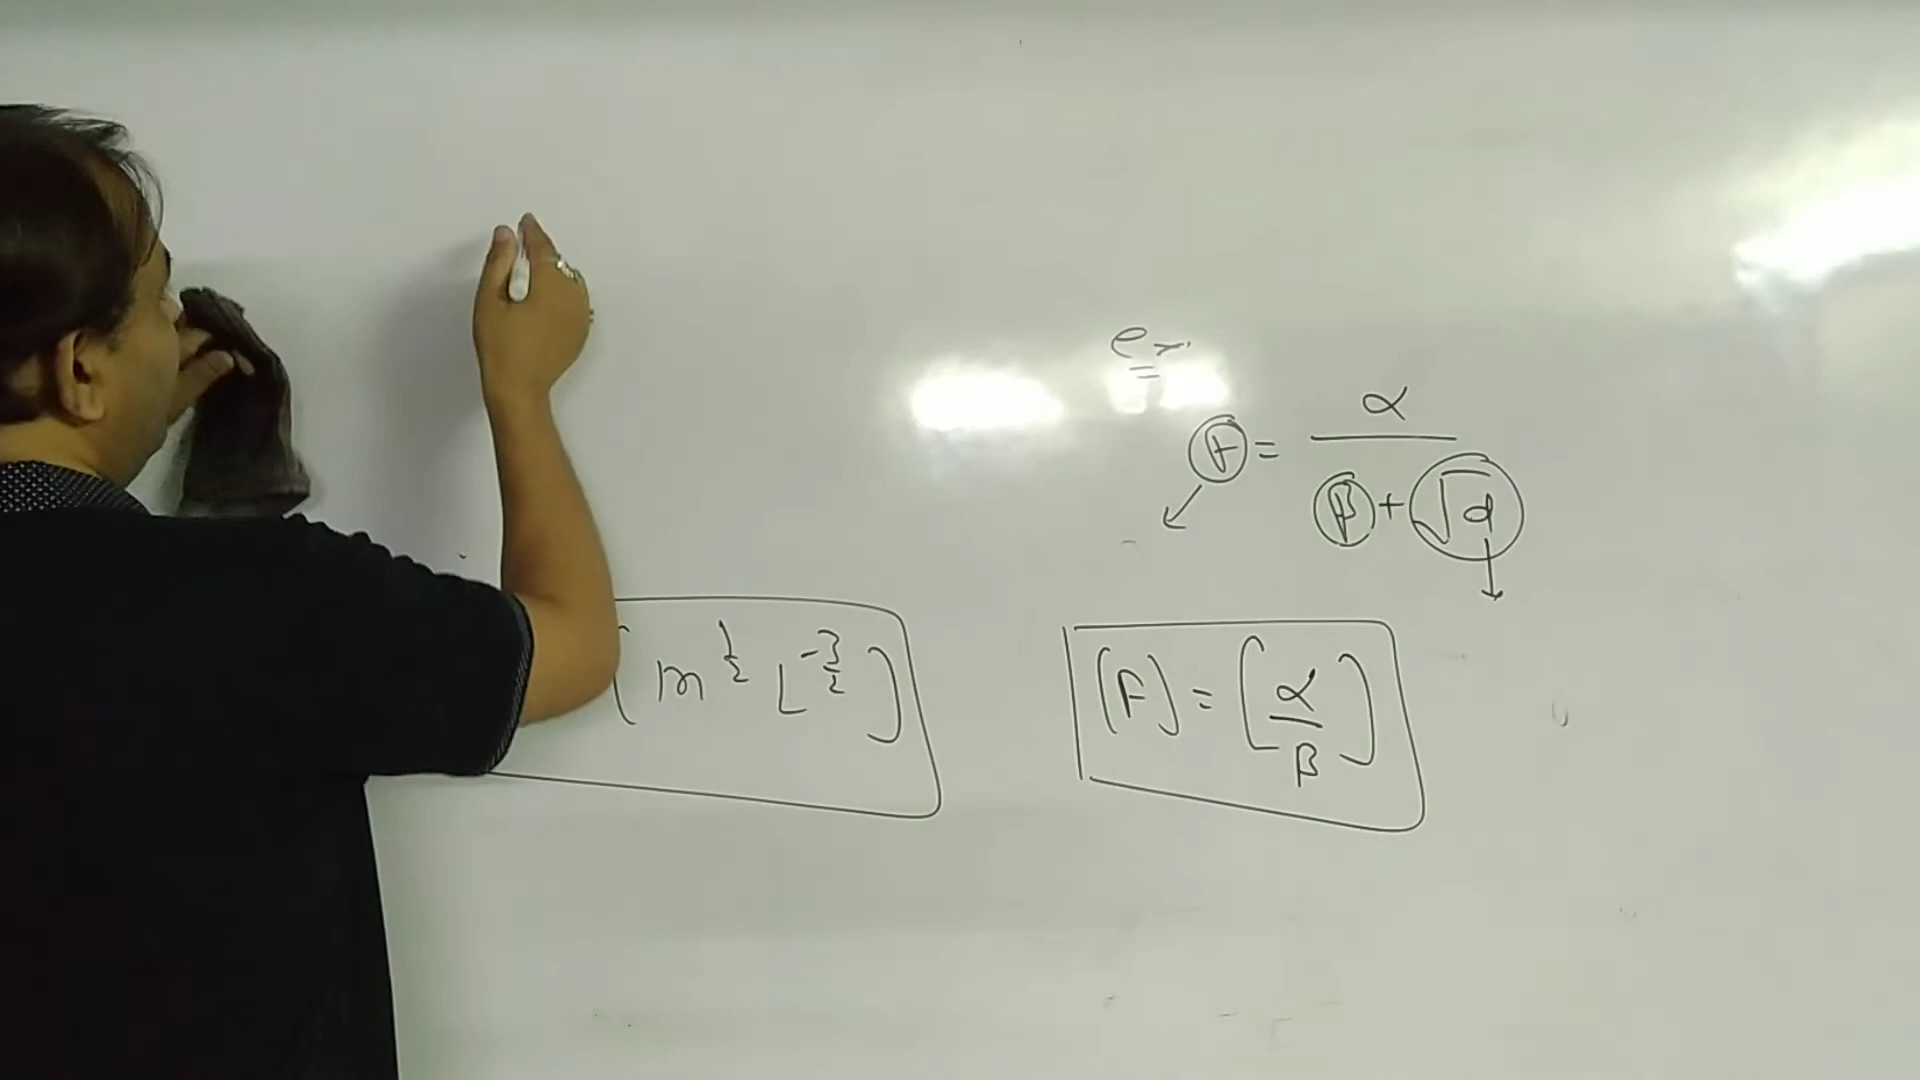 ex.
F = α / β + √d
[M^½ L^-3/2]
[F] = [α / β]